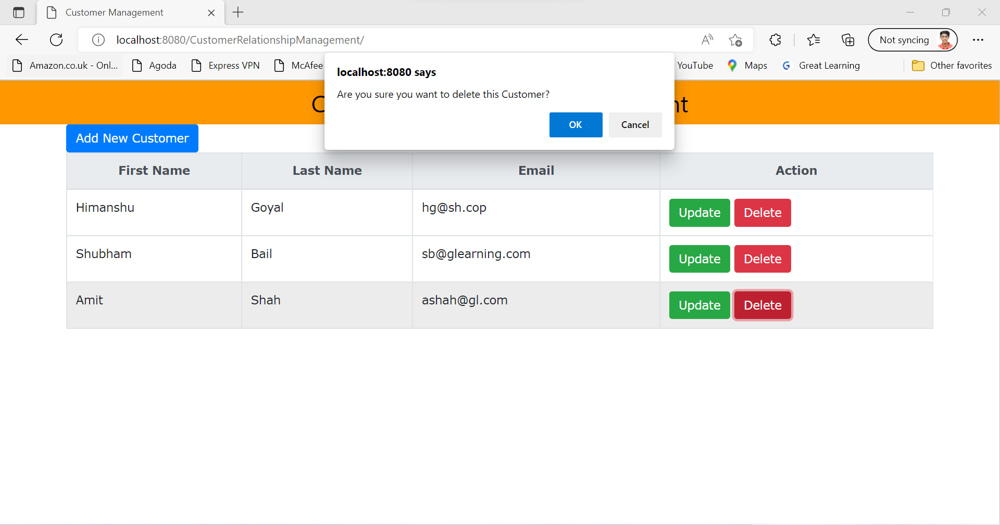 Customer Management
localhost:8080/CustomerRelationshipManagement/
Not syncing
Amazon.co.uk - Onl...
Agoda
Express VPN
McAfee
YouTube
Maps
Great Learning
Other favorites
localhost:8080 says
Are you sure you want to delete this Customer?
OK
Cancel
Add New Customer
First Name Last Name Email Action
Himanshu Goyal hg@sh.cop Update Delete
Shubham Bail sb@glearning.com Update Delete
Amit Shah ashah@gl.com Update Delete